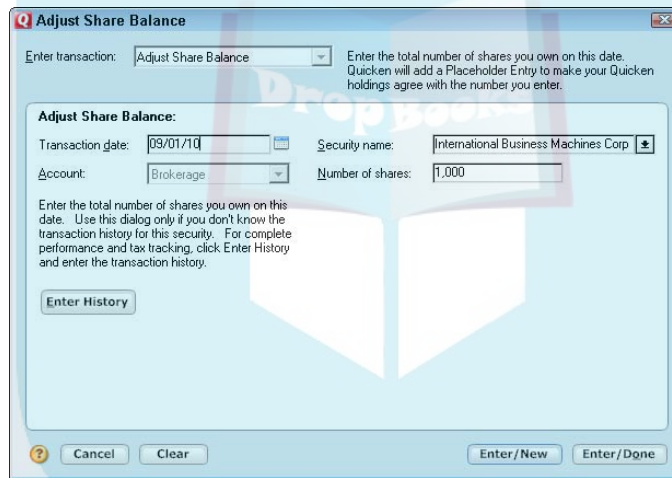 Q Adjust Share Balance
Enter transaction: Adjust Share Balance
Enter the total number of shares you own on this date.
Quicken will add a Placeholder Entry to make your Quicken
holdings agree with the number you enter.
Drop Books
Adjust Share Balance:
Transaction date: 09/01/10
Security name: International Business Machines Corp
Account: Brokerage
Number of shares: 1,000
Enter the total number of shares you own on this
date. Use this dialog only if you don't know the
transaction history for this security. For complete
performance and tax tracking, click Enter History
and enter the transaction history.
Enter History
? Cancel Clear Enter/New Enter/Done